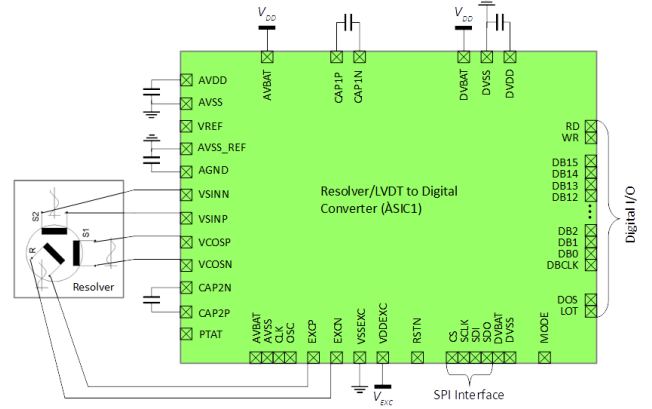 VDD
VDD
AVBAT
CAP1P
CAP1N
DVBAT
DVSS
DVDD
AVDD
AVSS
VREF
AVSS_REF
AGND
VSINN
VSINP
VCOSP
VCOSN
CAP2N
CAP2P
PTAT
S2
S1
R
Resolver
Resolver/LVDT to Digital
Converter (ÀSIC1)
RD
WR
DB15
DB14
DB13
DB12
DB2
DB1
DB0
DBCLK
DOS
LOT
Digital I/O
AVBAT
AVSS
CLK
OSC
EXCP
EXCN
VSSEXC
VDDEXC
RSTN
CS
SCLK
SDI
SDO
DVBAT
DVSS
MODE
VEXC
SPI Interface